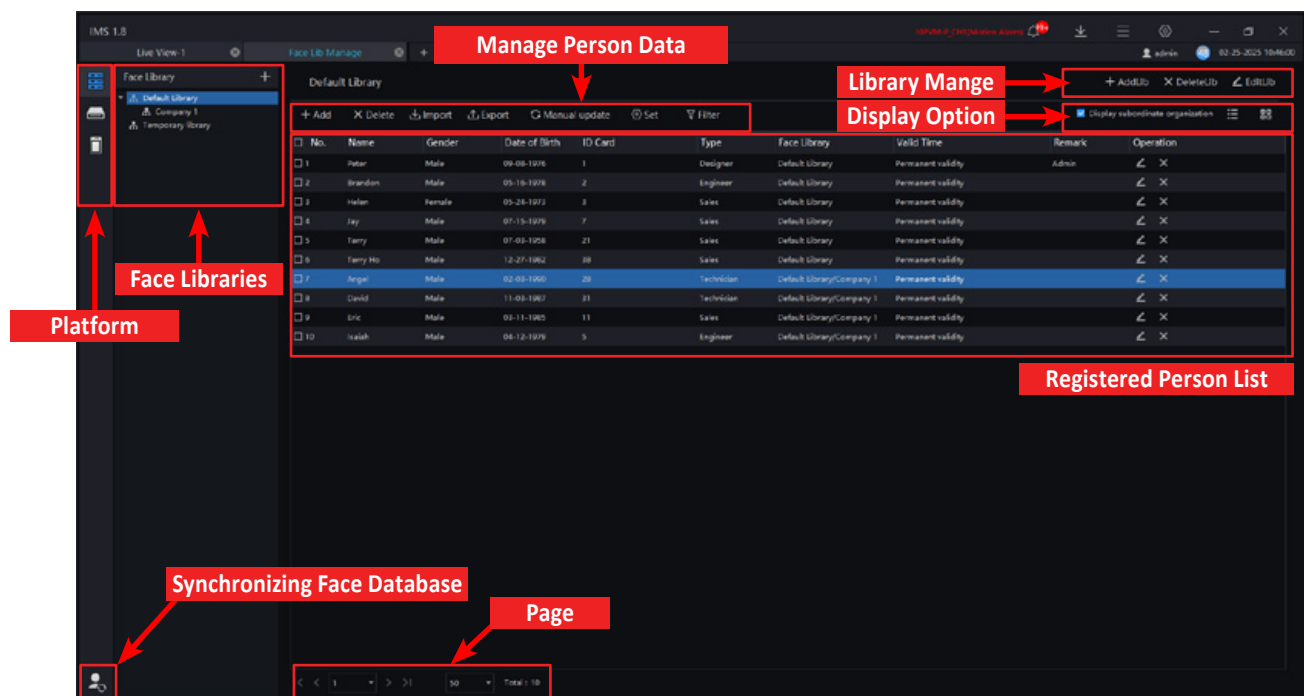 IMS 1.8
Live View-1 Face Lib Manage + Manage Person Data admin 02-25-2025 10:46:00
Face Library + Default Library Library Mange + AddLib × DeleteLib EditLib
Default Library
Company 1
Temporary library
+ Add × Delete Import Export Manual update Set Filter Display Option Display subordinate organization
No. Name Gender Date of Birth ID Card Type Face Library Valid Time Remark Operation
1 Peter Male 09-08-1976 1 Designer Default Library Permanent validity Admin
2 Brandon Male 05-16-1978 2 Engineer Default Library Permanent validity
3 Helen Female 05-24-1973 3 Sales Default Library Permanent validity
4 Jay Male 07-15-1979 7 Sales Default Library Permanent validity
5 Terry Male 07-03-1958 21 Sales Default Library Permanent validity
6 Terry Ho Male 12-27-1982 Sales Default Library Permanent validity
7 Angel Male Technician Default Library/Company 1 Permanent validity
8 David Male 11-03-1987 31 Technician Default Library/Company 1 Permanent validity
9 Eric Male 03-11-1985 11 Sales Default Library/Company 1 Permanent validity
10 Isaiah Male 04-12-1979 5 Engineer Default Library/Company 1 Permanent validity
Face Libraries
Platform
Registered Person List
Synchronizing Face Database
Page
1 50 Total : 10